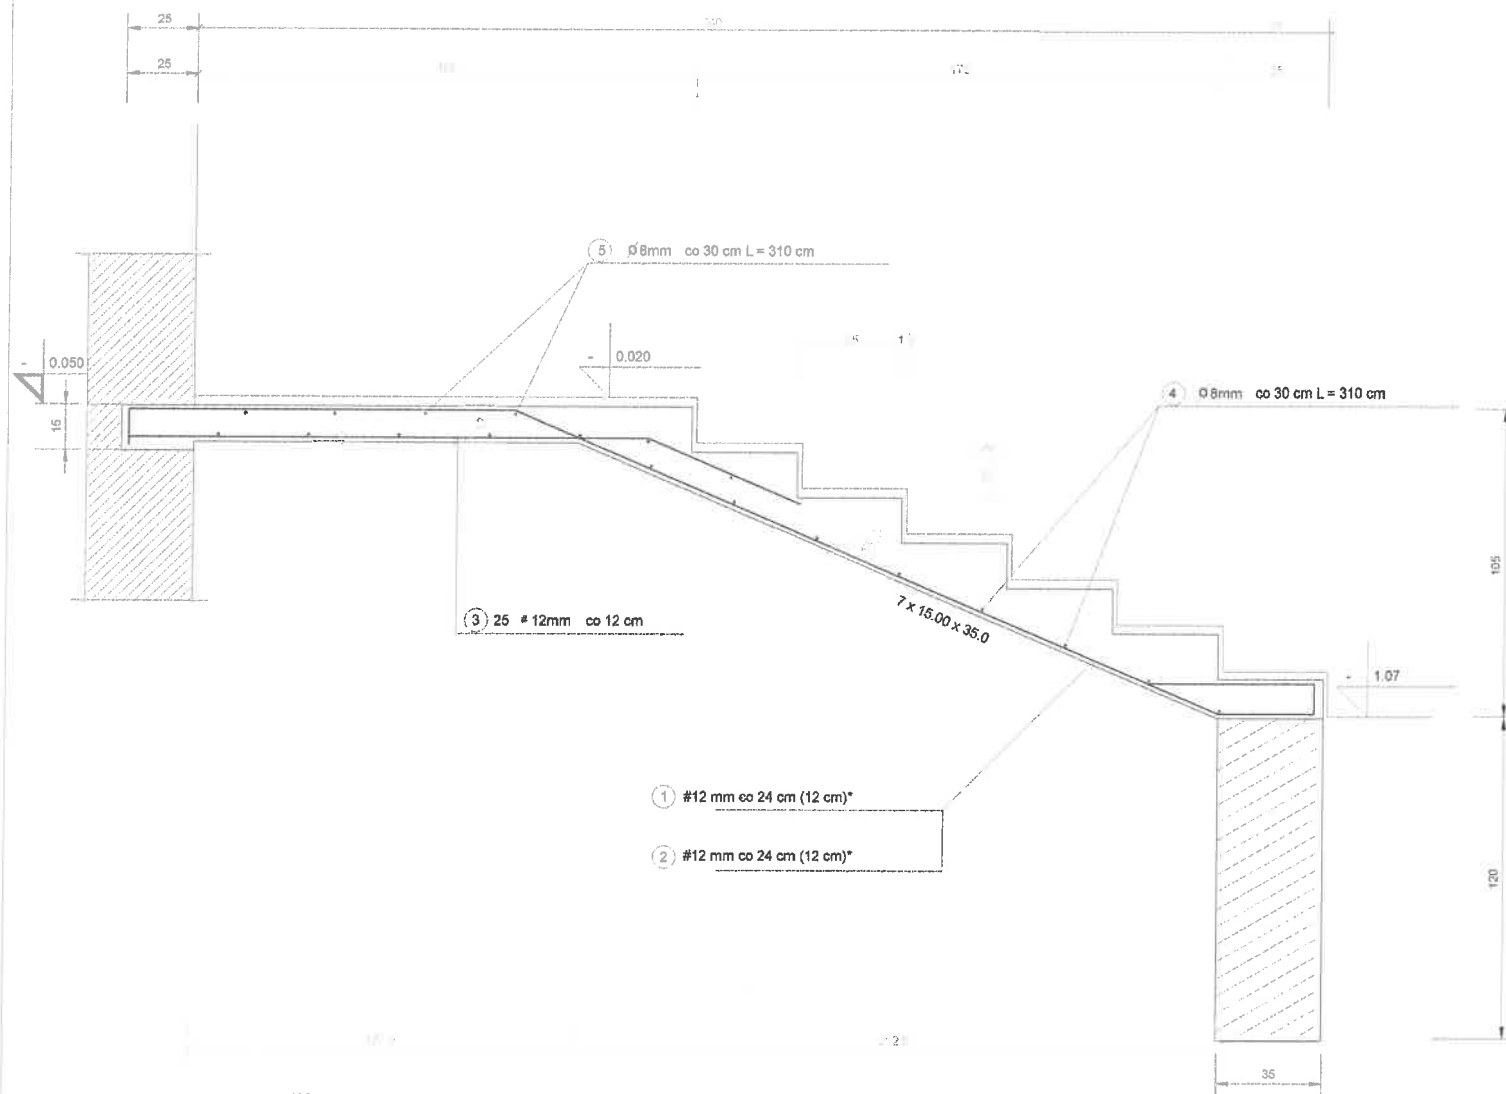 25
25
172
5 Ø8mm co 30 cm L = 310 cm
- 0.050
- 0.020
4 Ø8mm co 30 cm L = 310 cm
15
105
3 25 # 12mm co 12 cm
7 x 15.00 x 35.0
- 1.07
1 #12 mm co 24 cm (12 cm)*
2 #12 mm co 24 cm (12 cm)*
120
35